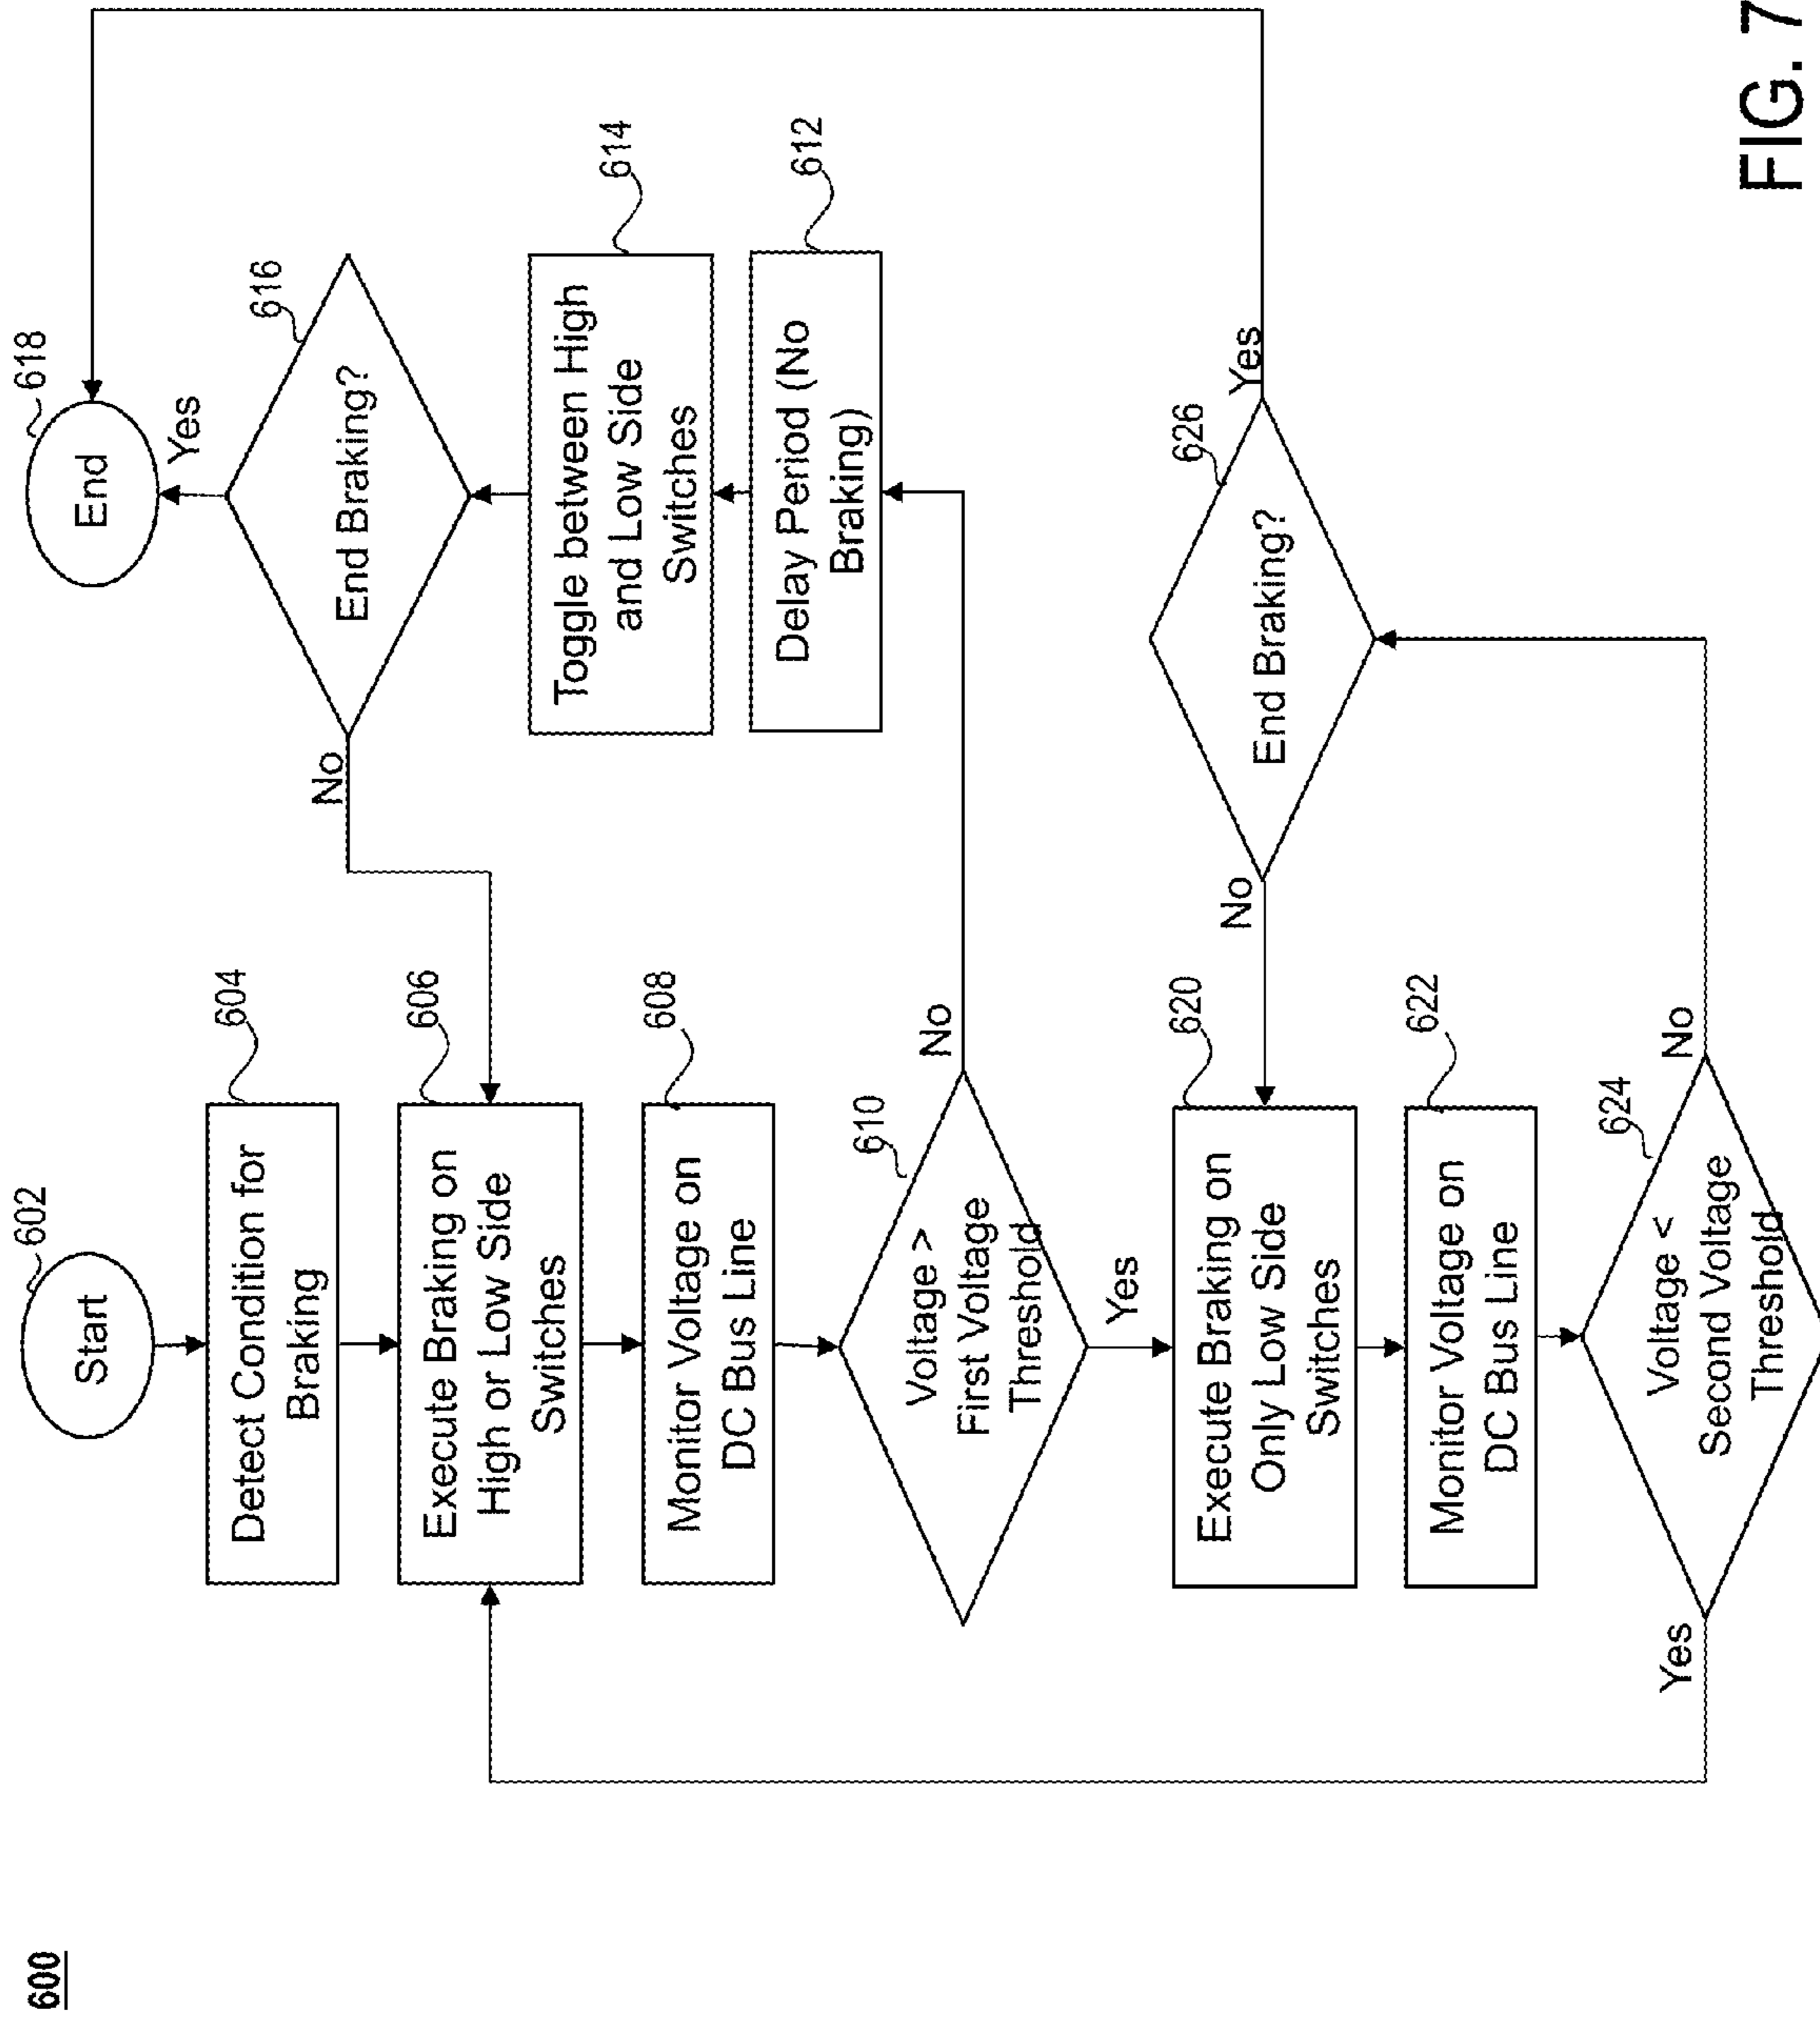 600
602
Start
604
Detect Condition for
Braking
606
Execute Braking on
High or Low Side
Switches
608
Monitor Voltage on
DC Bus Line
610
Voltage >
First Voltage
Threshold
No
Yes
612
Delay Period (No
Braking)
614
Toggle between High
and Low Side
Switches
616
End Braking?
No
Yes
618
End
620
Execute Braking on
Only Low Side
Switches
622
Monitor Voltage on
DC Bus Line
624
Voltage <
Second Voltage
Threshold
Yes
No
626
End Braking?
No
Yes
FIG. 7